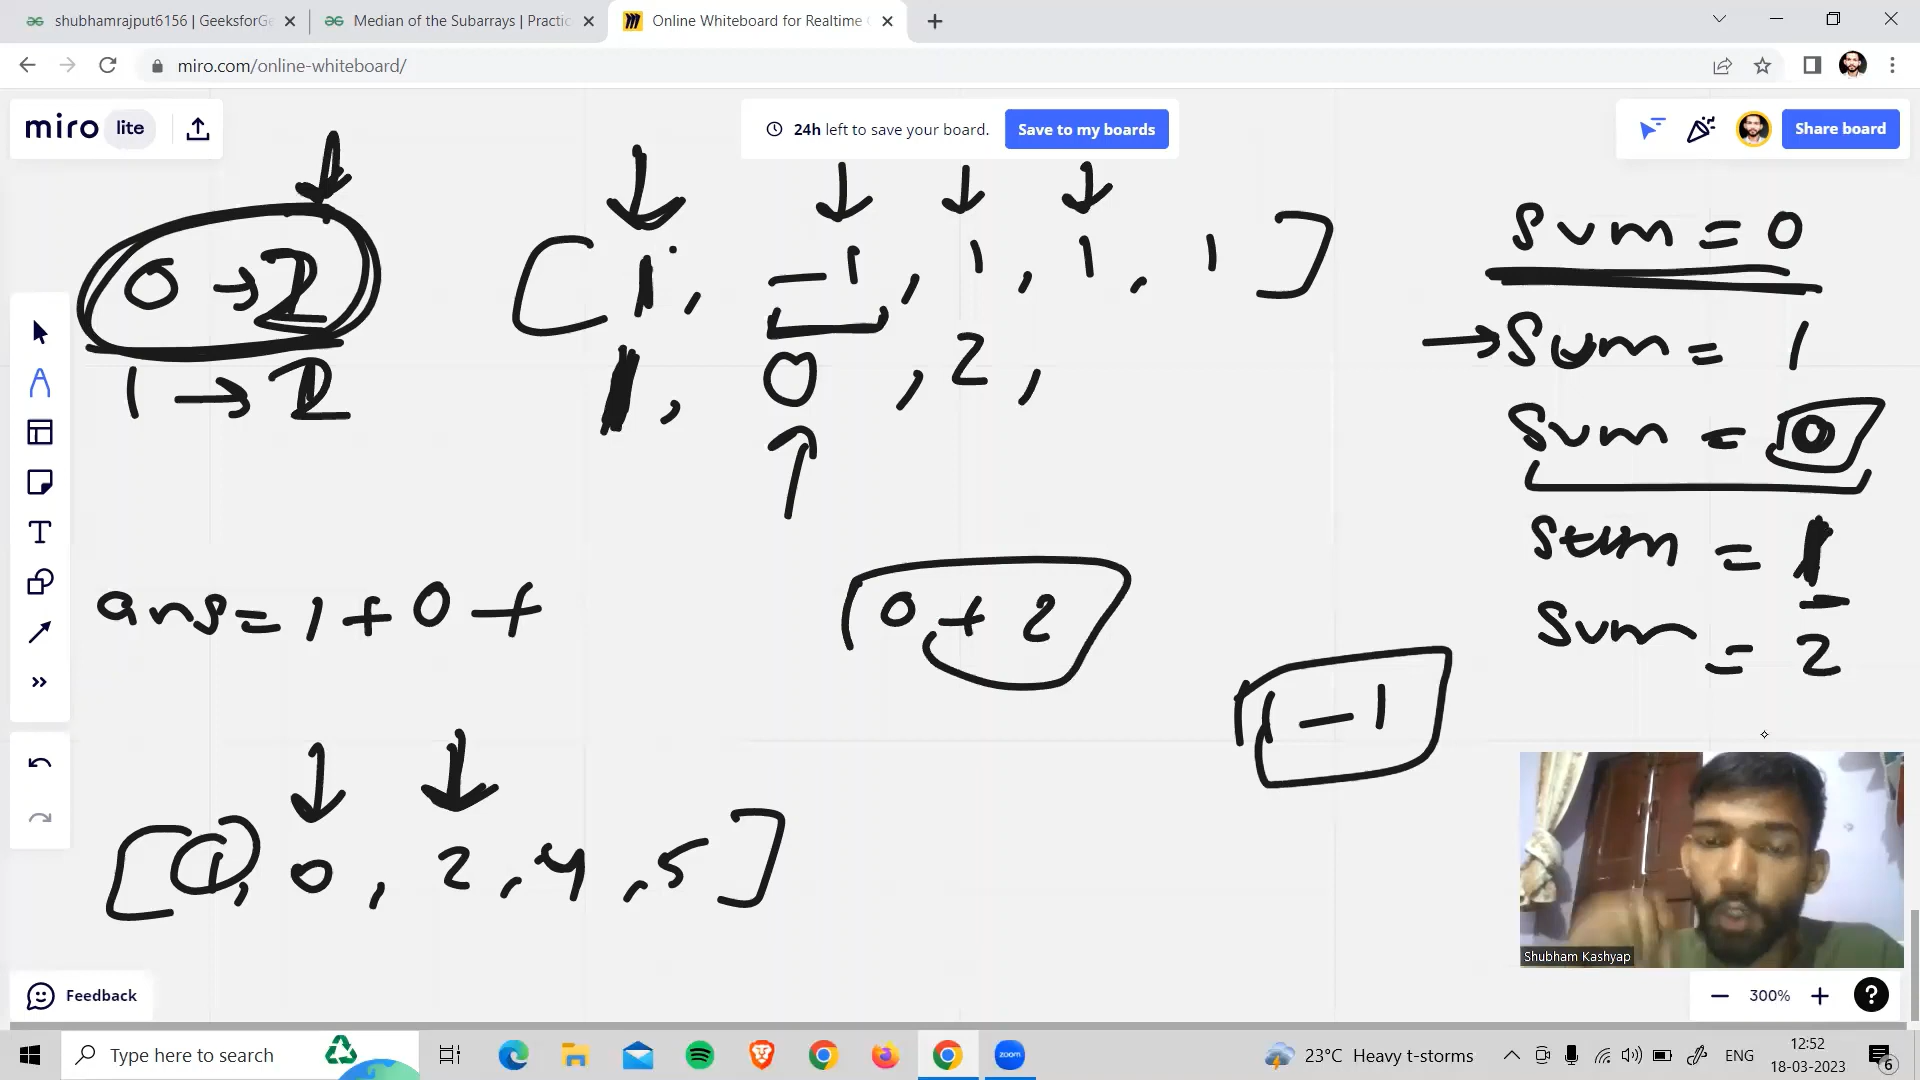 shubhamrajput6156 | GeeksforGe
Median of the Subarrays | Practic
Online Whiteboard for Realtime
miro.com/online-whiteboard/
miro lite
24h left to save your board.
Save to my boards
Share board
0 → 2
1 → 2
[ 1, -1, 1, 1, 1 ]
1, 0, 2,
sum = 0
→ sum = 1
sum = 0
sum = 1
sum = 2
ans = 1 + 0 +
0 + 2
1 - 1
[ 1, 0, 2, 4, 5 ]
Shubham Kashyap
Feedback
300%
?
Type here to search
zoom
23°C Heavy t-storms
ENG
12:52
18-03-2023
6